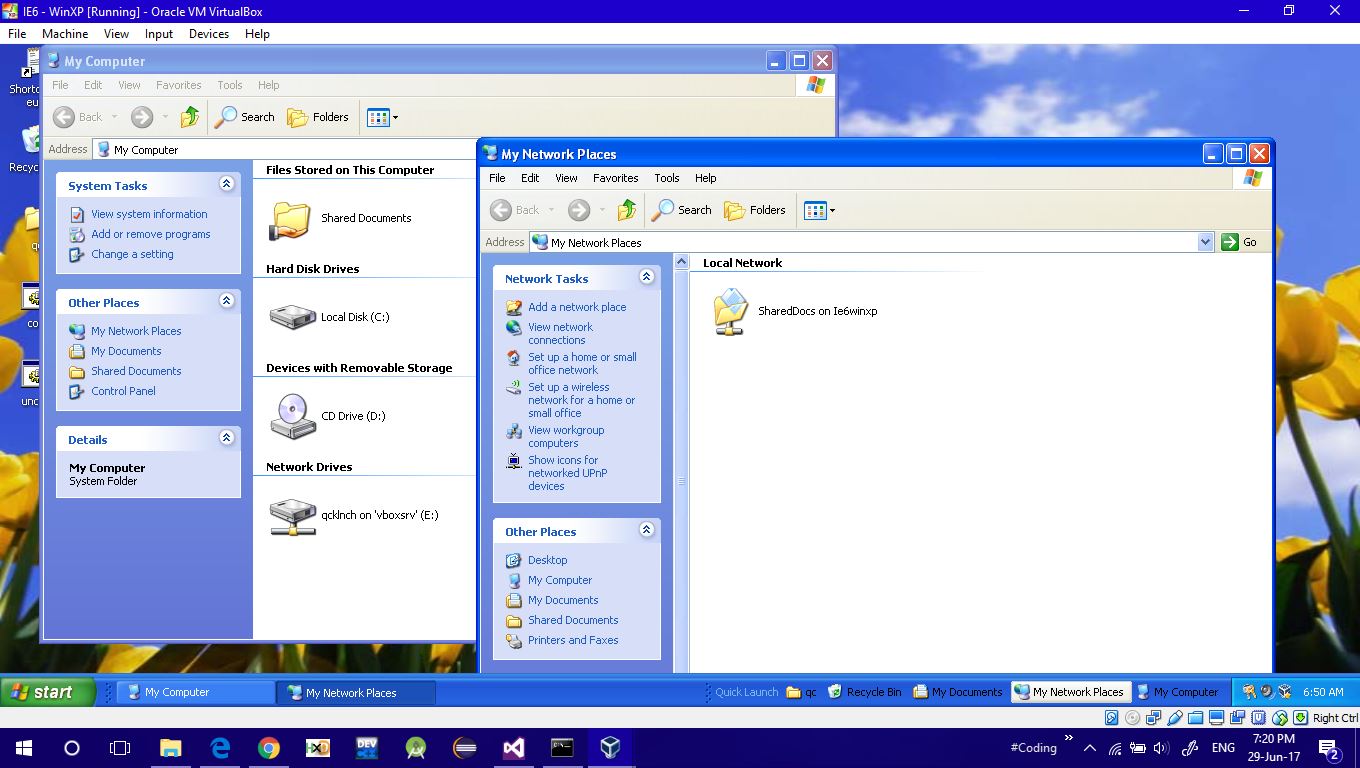 IE6 - WinXP [Running] - Oracle VM VirtualBox
File Machine View Input Devices Help
My Computer
File Edit View Favorites Tools Help
Back Search Folders
Address My Computer
System Tasks
View system information
Add or remove programs
Change a setting
Other Places
My Network Places
My Documents
Shared Documents
Control Panel
Details
My Computer
System Folder
Files Stored on This Computer
Shared Documents
Hard Disk Drives
Local Disk (C:)
Devices with Removable Storage
CD Drive (D:)
Network Drives
qcklnch on 'vboxsrv' (E:)
My Network Places
File Edit View Favorites Tools Help
Back Search Folders
Address My Network Places Go
Network Tasks
Add a network place
View network
connections
Set up a home or small
office network
Set up a wireless
network for a home or
small office
View workgroup
computers
Show icons for
networked UPnP
devices
Other Places
Desktop
My Computer
My Documents
Shared Documents
Printers and Faxes
Local Network
SharedDocs on Ie6winxp
start My Computer My Network Places Quick Launch qc Recycle Bin My Documents My Network Places My Computer 6:50 AM
Right Ctrl
DEV
#Coding ENG 7:20 PM
29-Jun-17
2